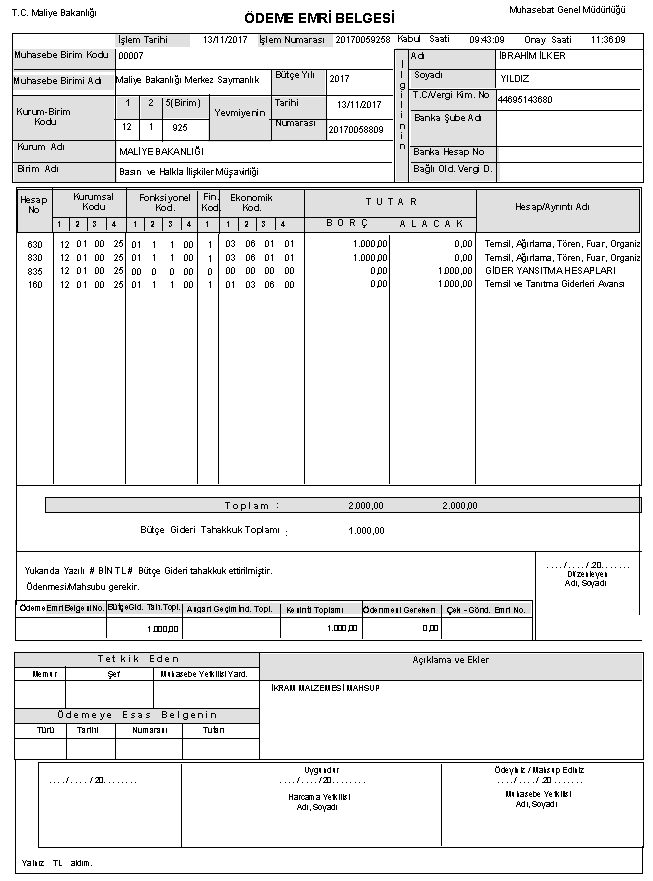 T.C. Maliye Bakanlığı
ÖDEME EMRİ BELGESİ
Muhasebat Genel Müdürlüğü
İşlem Tarihi 13/11/2017 İşlem Numarası 20170059258 Kabul Saati 09:43:09 Onay Saati 11:36:09
Muhasebe Birim Kodu 00007
Muhasebe Birimi Adı Maliye Bakanlığı Merkez Saymanlık Bütçe Yılı 2017
Kurum-Birim Kodu
1 2 5(Birim)
12 1 925
Yevmiyenin
Tarihi 13/11/2017
Numarası 20170058809
Kurum Adı MALİYE BAKANLIĞI
Birim Adı Basın ve Halkla İlişkiler Müşavirliği
İlgilinin
Adı İBRAHİM İLKER
Soyadı YILDIZ
T.C/Vergi Kim. No 44695143680
Banka Şube Adı
Banka Hesap No
Bağlı Old. Vergi D.
Hesap No
Kurumsal Kodu
Fonksiyonel Kod.
Fin. Kod.
Ekonomik Kod.
TUTAR
Hesap/Ayrıntı Adı
1 2 3 4 1 2 3 4 1 1 2 3 4 BORÇ ALACAK
630 12 01 00 25 01 1 1 00 1 03 06 01 01 1.000,00 0,00 Temsil, Ağırlama, Tören, Fuar, Organiz
830 12 01 00 25 01 1 1 00 1 03 06 01 01 1.000,00 0,00 Temsil, Ağırlama, Tören, Fuar, Organiz
835 12 01 00 25 00 0 0 00 0 00 00 00 00 0,00 1.000,00 GİDER YANSITMA HESAPLARI
160 12 01 00 25 01 1 1 00 1 01 03 06 00 0,00 1.000,00 Temsil ve Tanıtma Giderleri Avansı
Toplam : 2.000,00 2.000,00
Bütçe Gideri Tahakkuk Toplamı : 1.000,00
Yukarıda Yazılı # BİN TL# Bütçe Gideri tahakkuk ettirilmiştir.
Ödenmesi/Mahsubu gerekir.
..../..../.20.......
Düzenleyen
Adı, Soyadı
Ödeme Emri Belgesi No. Bütçe Gid. Tah. Topl. Asgari Geçim İnd. Topl. Kesinti Toplamı Ödenmesi Gereken Çek - Gönd. Emri No.
1.000,00 1.000,00 0,00
Tetkik Eden
Memur Şef Muhasebe Yetkilisi Yard.
Ödemeye Esas Belgenin
Türü Tarihi Numarası Tutarı
Açıklama ve Ekler
İKRAM MALZEMESİ MAHSUP
..../..../.20........
Uygundur
..../..../.20........
Harcama Yetkilisi
Adı, Soyadı
Ödeyiniz / Mahsup Ediniz
..../..../.20........
Muhasebe Yetkilisi
Adı, Soyadı
Yalnız TL aldım.